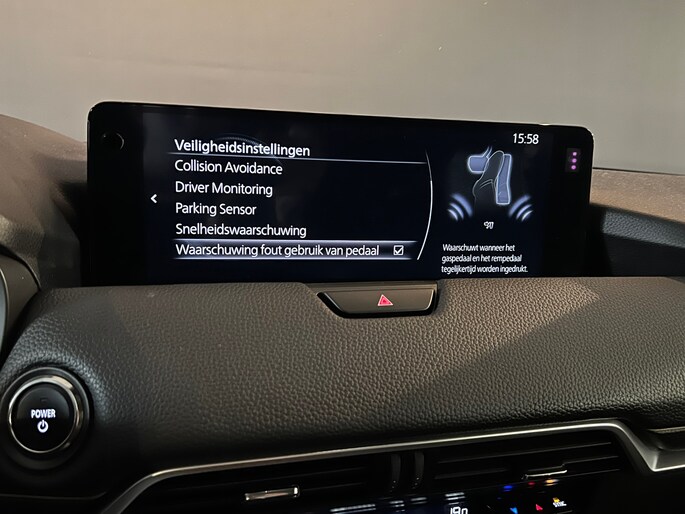 15:58
Veiligheidsinstellingen
Collision Avoidance
Driver Monitoring
Parking Sensor
Snelheidswaarschuwing
Waarschuwing fout gebruik van pedaal
Waarschuwt wanneer het
gaspedaal en het rempedaal
tegelijkertijd worden ingedrukt.
POWER